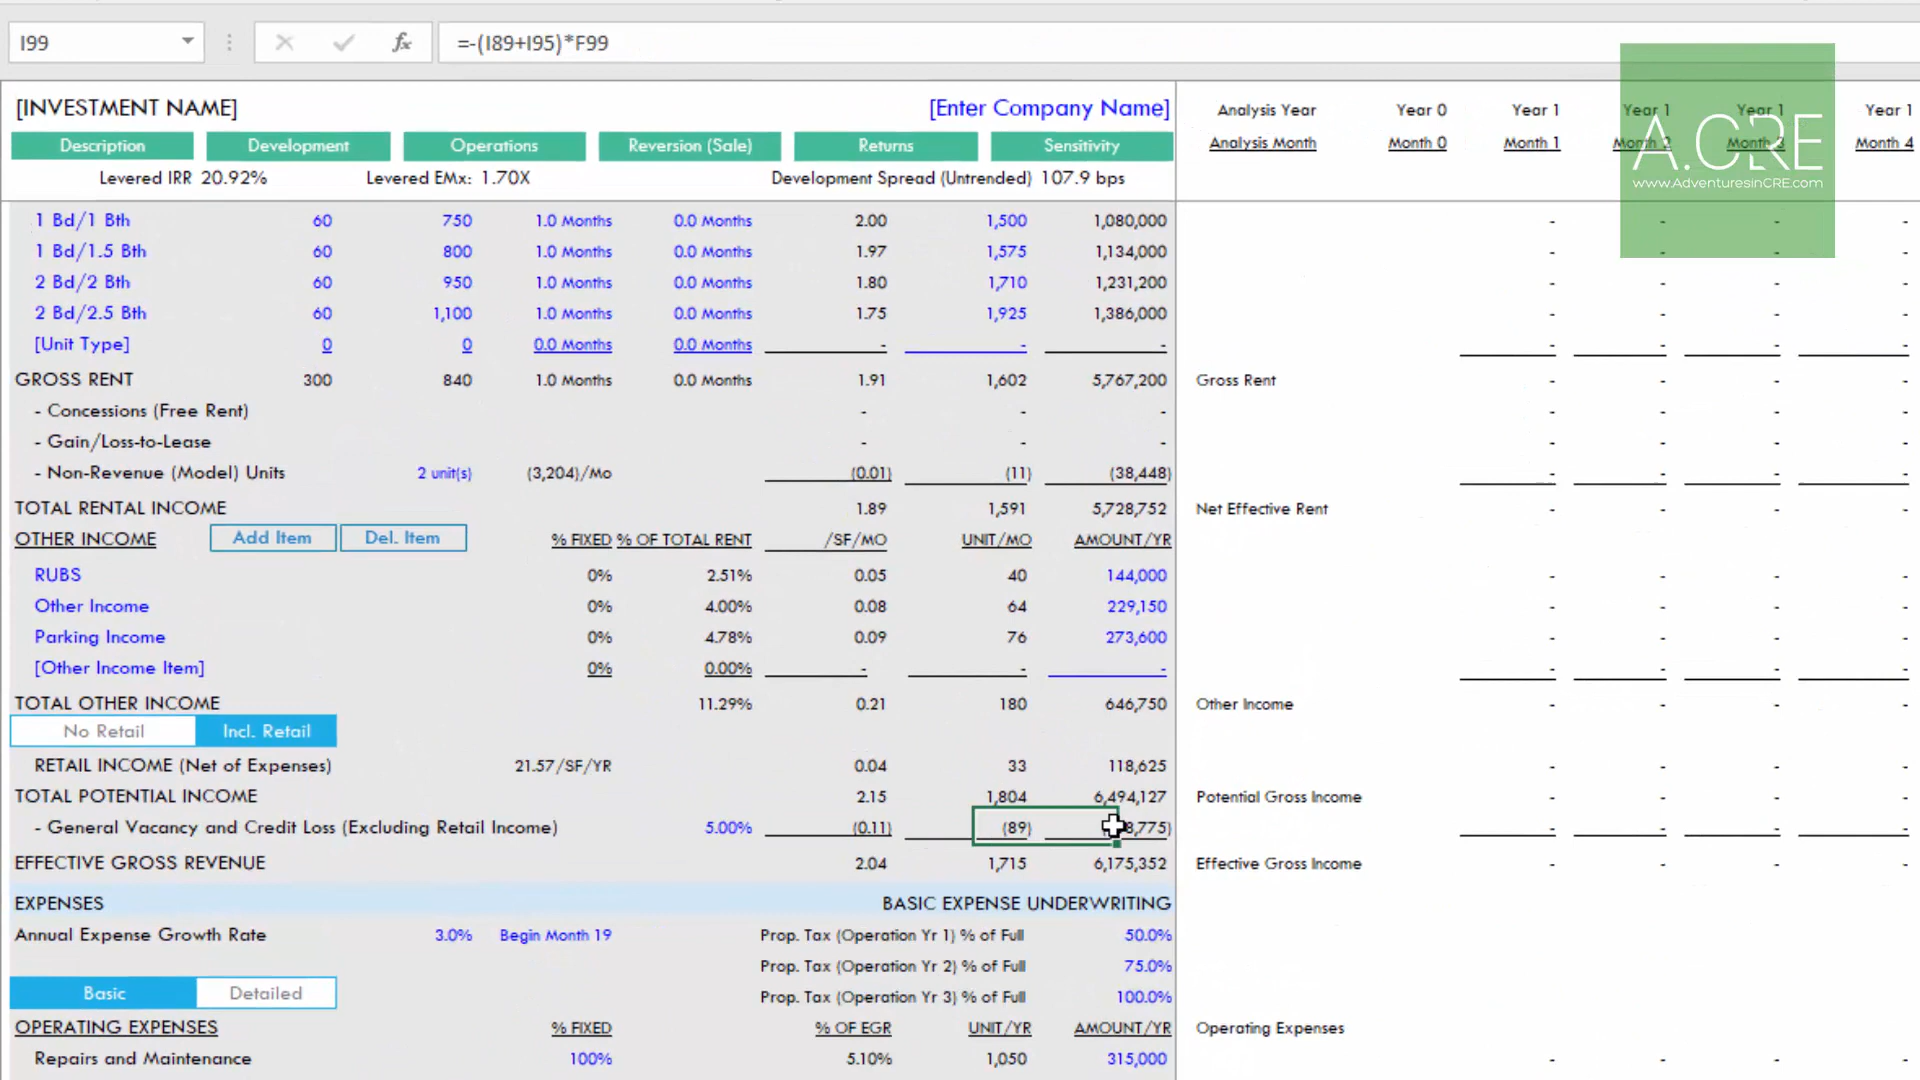 I99 fx =-(I89+I95)*F99
[INVESTMENT NAME] [Enter Company Name] Analysis Year Year 0 Year 1 Year 1 Year 1 Year 1
Description Development Operations Reversion (Sale) Returns Sensitivity Analysis Month Month 0 Month 1 Month 2 Month 3 Month 4
A.CRE
www.AdventuresinCRE.com
Levered IRR 20.92% Levered EMx: 1.70X Development Spread (Untrended) 107.9 bps
1 Bd/1 Bth 60 750 1.0 Months 0.0 Months 2.00 1,500 1,080,000 - - - -
1 Bd/1.5 Bth 60 800 1.0 Months 0.0 Months 1.97 1,575 1,134,000 - - - -
2 Bd/2 Bth 60 950 1.0 Months 0.0 Months 1.80 1,710 1,231,200 - - - -
2 Bd/2.5 Bth 60 1,100 1.0 Months 0.0 Months 1.75 1,925 1,386,000 - - - -
[Unit Type] 0 0 0.0 Months 0.0 Months - - - - - - -
GROSS RENT 300 840 1.0 Months 0.0 Months 1.91 1,602 5,767,200 Gross Rent - - - -
- Concessions (Free Rent) - - - - - - -
- Gain/Loss-to-Lease - - - - - - -
- Non-Revenue (Model) Units 2 unit(s) (3,204)/Mo (0.01) (11) (38,448) - - - -
TOTAL RENTAL INCOME 1.89 1,591 5,728,752 Net Effective Rent - - - -
OTHER INCOME Add Item Del. Item % FIXED % OF TOTAL RENT /SF/MO UNIT/MO AMOUNT/YR
RUBS 0% 2.51% 0.05 40 144,000 - - - -
Other Income 0% 4.00% 0.08 64 229,150 - - - -
Parking Income 0% 4.78% 0.09 76 273,600 - - - -
[Other Income Item] 0% 0.00% - - - - - - -
TOTAL OTHER INCOME 11.29% 0.21 180 646,750 Other Income - - - -
No Retail Incl. Retail
RETAIL INCOME (Net of Expenses) 21.57/SF/YR 0.04 33 118,625 - - - -
TOTAL POTENTIAL INCOME 2.15 1,804 6,494,127 Potential Gross Income - - - -
- General Vacancy and Credit Loss (Excluding Retail Income) 5.00% (0.11) (89) 8,775) - - - -
EFFECTIVE GROSS REVENUE 2.04 1,715 6,175,352 Effective Gross Income - - - -
EXPENSES BASIC EXPENSE UNDERWRITING
Annual Expense Growth Rate 3.0% Begin Month 19 Prop. Tax (Operation Yr 1) % of Full 50.0%
Prop. Tax (Operation Yr 2) % of Full 75.0%
Basic Detailed Prop. Tax (Operation Yr 3) % of Full 100.0%
OPERATING EXPENSES % FIXED % OF EGR UNIT/YR AMOUNT/YR Operating Expenses
Repairs and Maintenance 100% 5.10% 1,050 315,000 - - - -